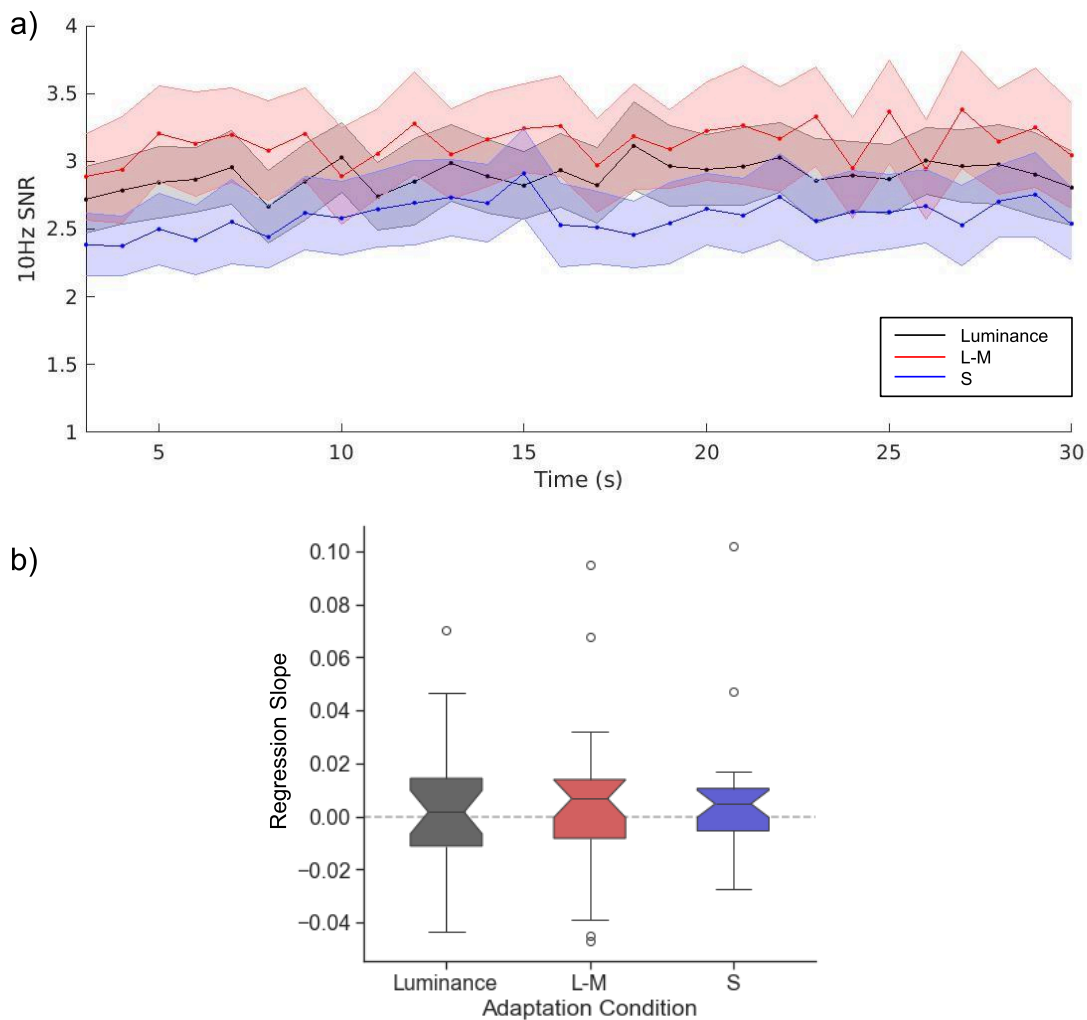 a)
4
3.5
3
2.5
2
1.5
1
10Hz SNR
5 10 15 20 25 30
Time (s)
Luminance
L-M
S
b)
0.10
0.08
0.06
0.04
0.02
0.00
−0.02
−0.04
Regression Slope
Luminance L-M S
Adaptation Condition